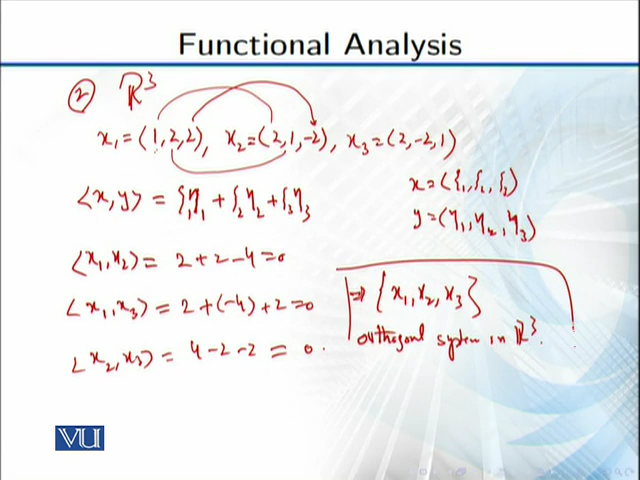 Functional Analysis
② ℝ³
x₁=(1,2,2), x₂=(2,1,-2), x₃=(2,-2,1)
x=(ξ₁,ξ₂,ξ₃)
⟨x,y⟩ = ξ₁η₁ + ξ₂η₂ + ξ₃η₃
y=(η₁,η₂,η₃)
⟨x₁,x₂⟩ = 2+2-4=0
⇒ {x₁,x₂,x₃}
⟨x₁,x₃⟩ = 2+(-4)+2=0
orthogonal system in ℝ³.
⟨x₂,x₃⟩ = 4-2-2 = 0.
VU